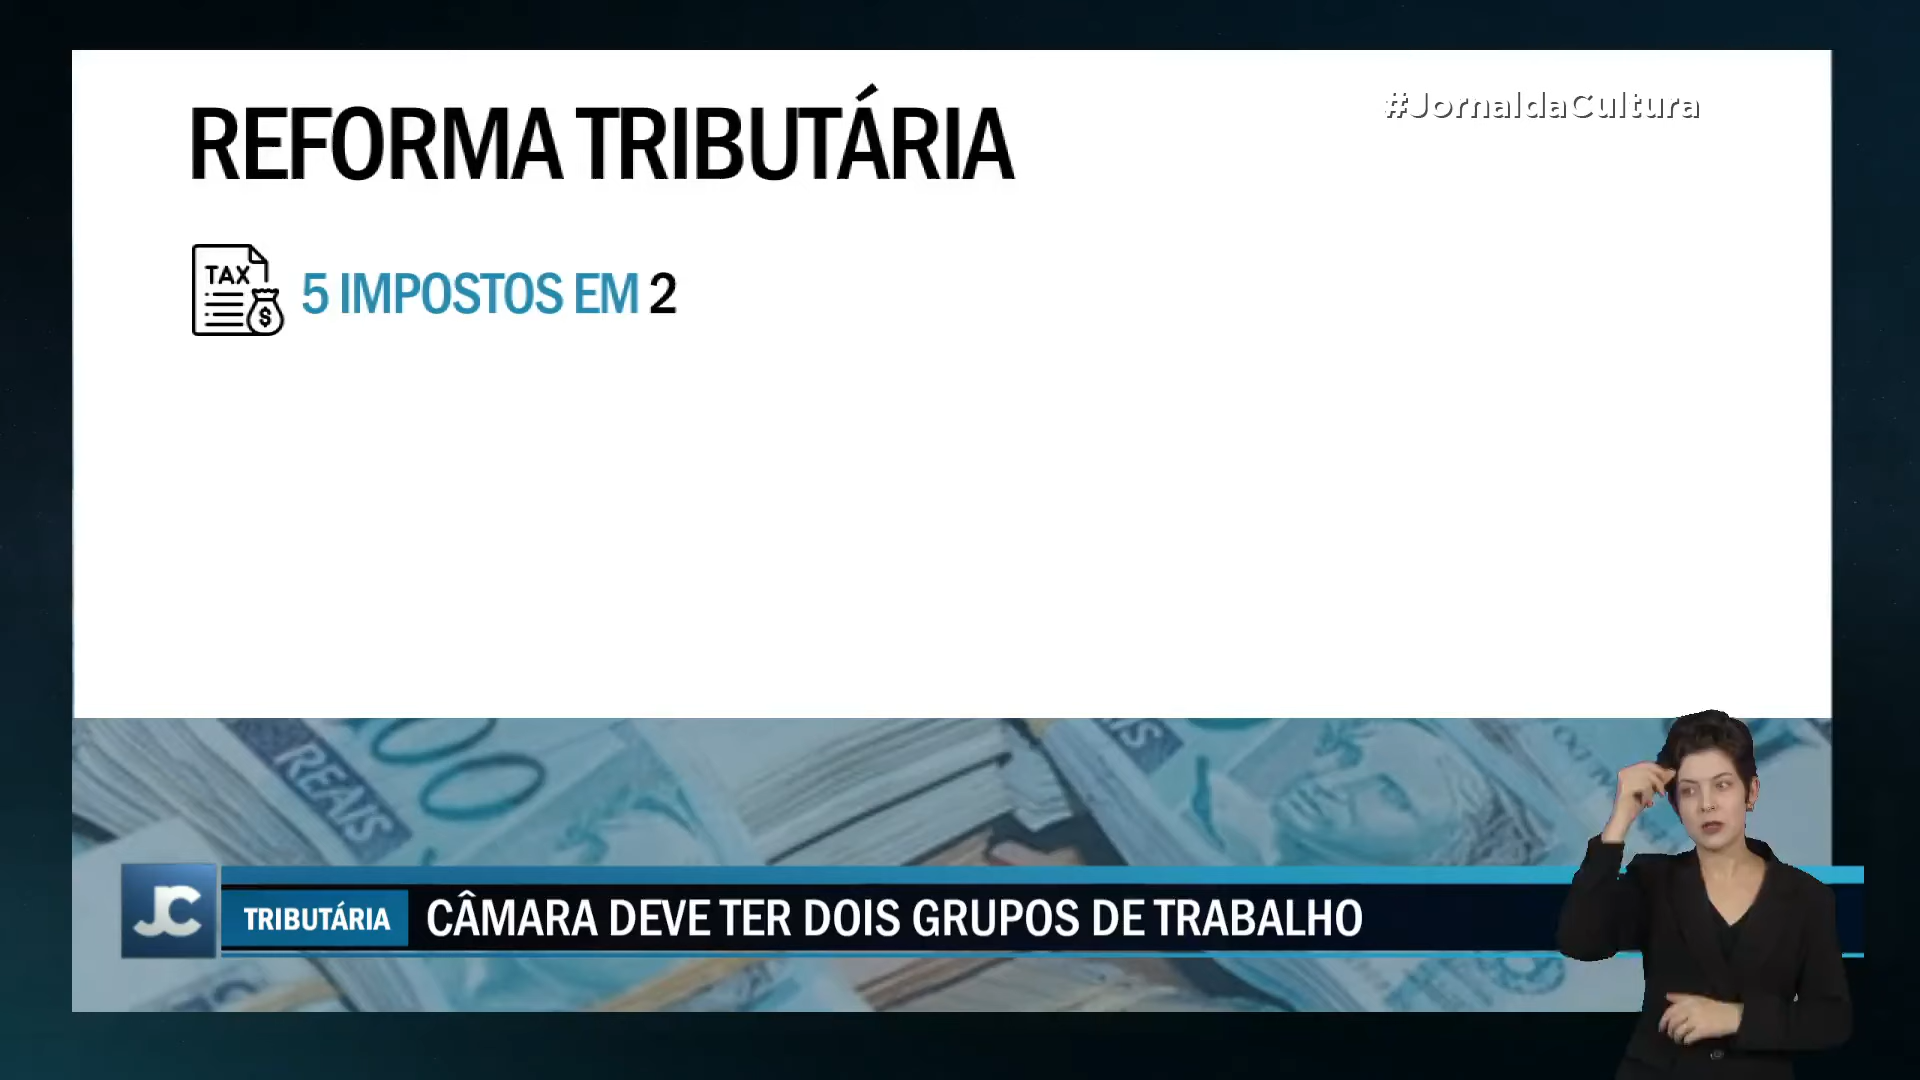 REFORMA TRIBUTÁRIA
#JornaldaCultura
TAX
$
5 IMPOSTOS EM 2
REAIS
JC
TRIBUTÁRIA
CÂMARA DEVE TER DOIS GRUPOS DE TRABALHO